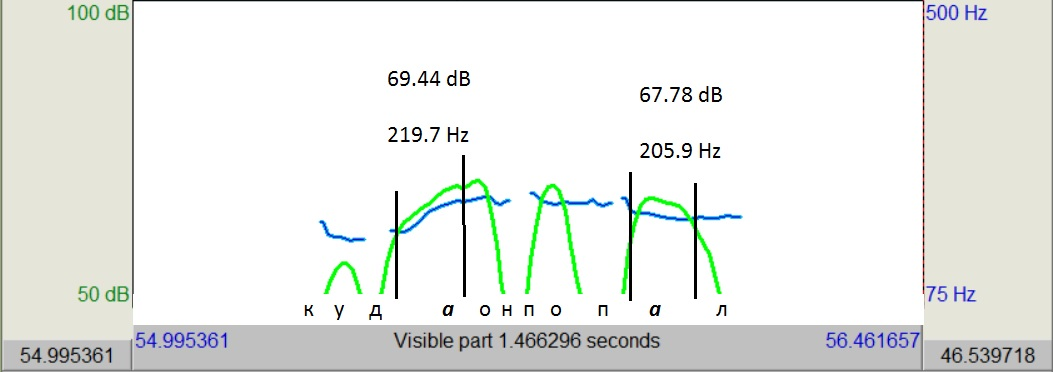 100 dB 500 Hz
69.44 dB
67.78 dB
219.7 Hz
205.9 Hz
50 dB 75 Hz
к у д а о н п о п а л
54.995361 Visible part 1.466296 seconds 56.461657
54.995361 46.539718